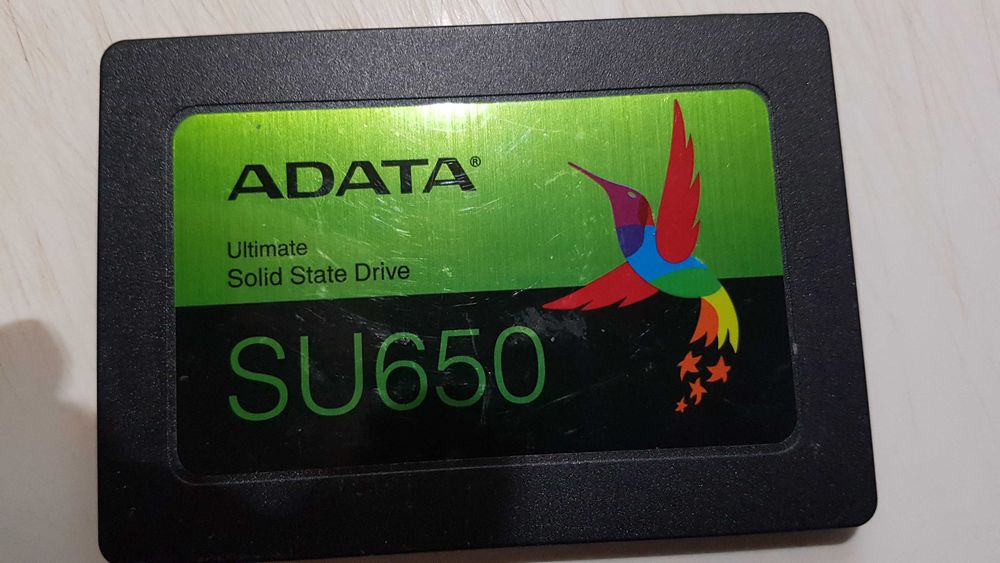 ADATA®
Ultimate
Solid State Drive
SU650